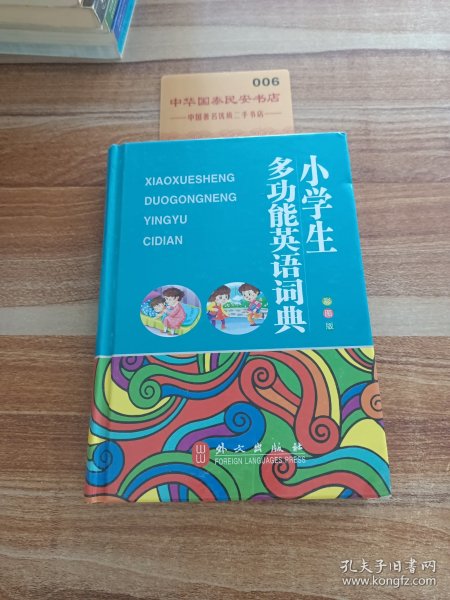 006
中华国泰民安书店
中国著名优质二手书店
XIAOXUESHENG
DUOGONGNENG
YINGYU
CIDIAN
小学生
多功能英语词典
彩图版
外文出版社
FOREIGN LANGUAGES PRESS
孔夫子旧书网
www.kongfz.com